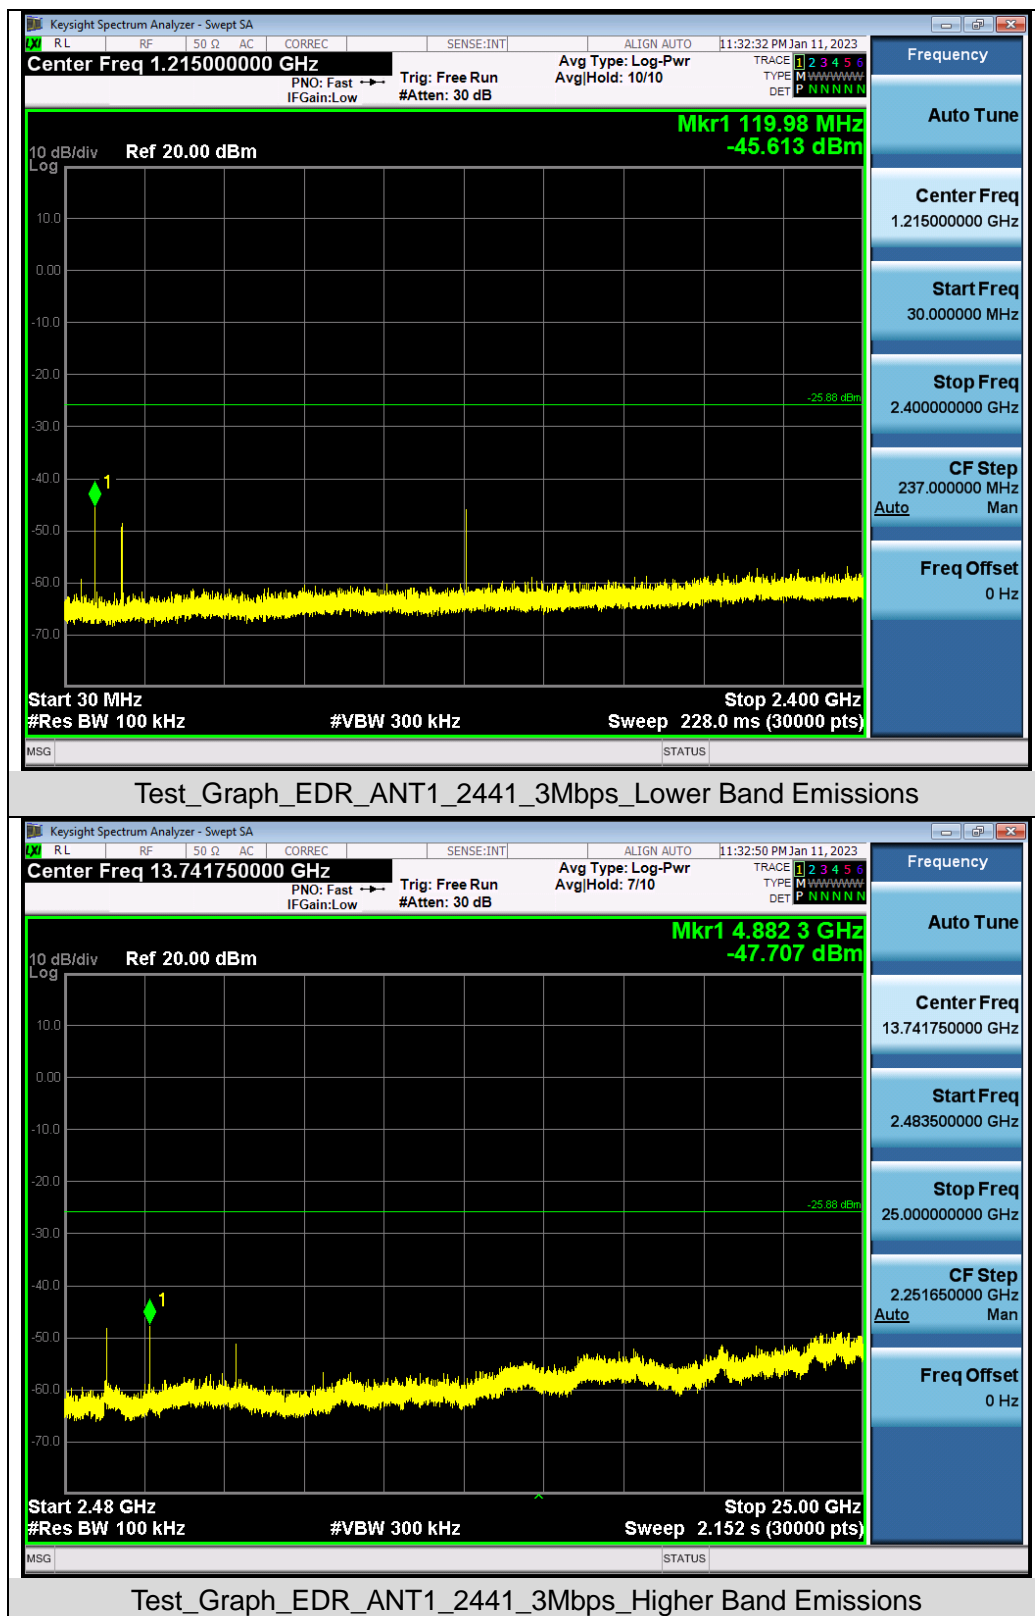 Keysight Spectrum Analyzer - Swept SA
LXI RL RF 50 Ω AC CORREC SENSE:INT ALIGN AUTO 11:32:32 PM Jan 11, 2023
Center Freq 1.215000000 GHz
PNO: Fast
IFGain:Low
Trig: Free Run
#Atten: 30 dB
Avg Type: Log-Pwr
Avg|Hold: 10/10
TRACE 1 2 3 4 5 6
TYPE M WWWWW
DET P N N N N N
Frequency
Auto Tune
Center Freq
1.215000000 GHz
Start Freq
30.000000 MHz
Stop Freq
2.400000000 GHz
CF Step
237.000000 MHz
Auto Man
Freq Offset
0 Hz
Mkr1 119.98 MHz
-45.613 dBm
10 dB/div Ref 20.00 dBm
Log
10.0
0.00
-10.0
-20.0
-25.88 dBm
-30.0
-40.0
1
-50.0
-60.0
-70.0
Start 30 MHz Stop 2.400 GHz
#Res BW 100 kHz #VBW 300 kHz Sweep 228.0 ms (30000 pts)
MSG STATUS
Test_Graph_EDR_ANT1_2441_3Mbps_Lower Band Emissions
Keysight Spectrum Analyzer - Swept SA
LXI RL RF 50 Ω AC CORREC SENSE:INT ALIGN AUTO 11:32:50 PM Jan 11, 2023
Center Freq 13.741750000 GHz
PNO: Fast
IFGain:Low
Trig: Free Run
#Atten: 30 dB
Avg Type: Log-Pwr
Avg|Hold: 7/10
TRACE 1 2 3 4 5 6
TYPE M WWWWW
DET P N N N N N
Frequency
Auto Tune
Center Freq
13.741750000 GHz
Start Freq
2.483500000 GHz
Stop Freq
25.000000000 GHz
CF Step
2.251650000 GHz
Auto Man
Freq Offset
0 Hz
Mkr1 4.882 3 GHz
-47.707 dBm
10 dB/div Ref 20.00 dBm
Log
10.0
0.00
-10.0
-20.0
-25.88 dBm
-30.0
-40.0
1
-50.0
-60.0
-70.0
Start 2.48 GHz Stop 25.00 GHz
#Res BW 100 kHz #VBW 300 kHz Sweep 2.152 s (30000 pts)
MSG STATUS
Test_Graph_EDR_ANT1_2441_3Mbps_Higher Band Emissions